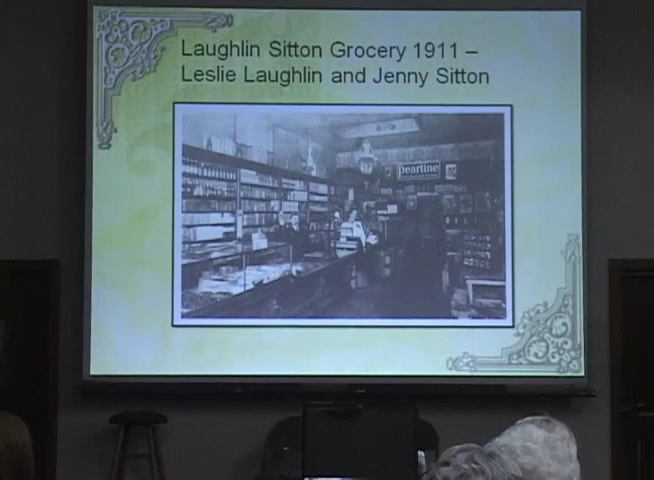 Laughlin Sitton Grocery 1911 –
Leslie Laughlin and Jenny Sitton
pearline